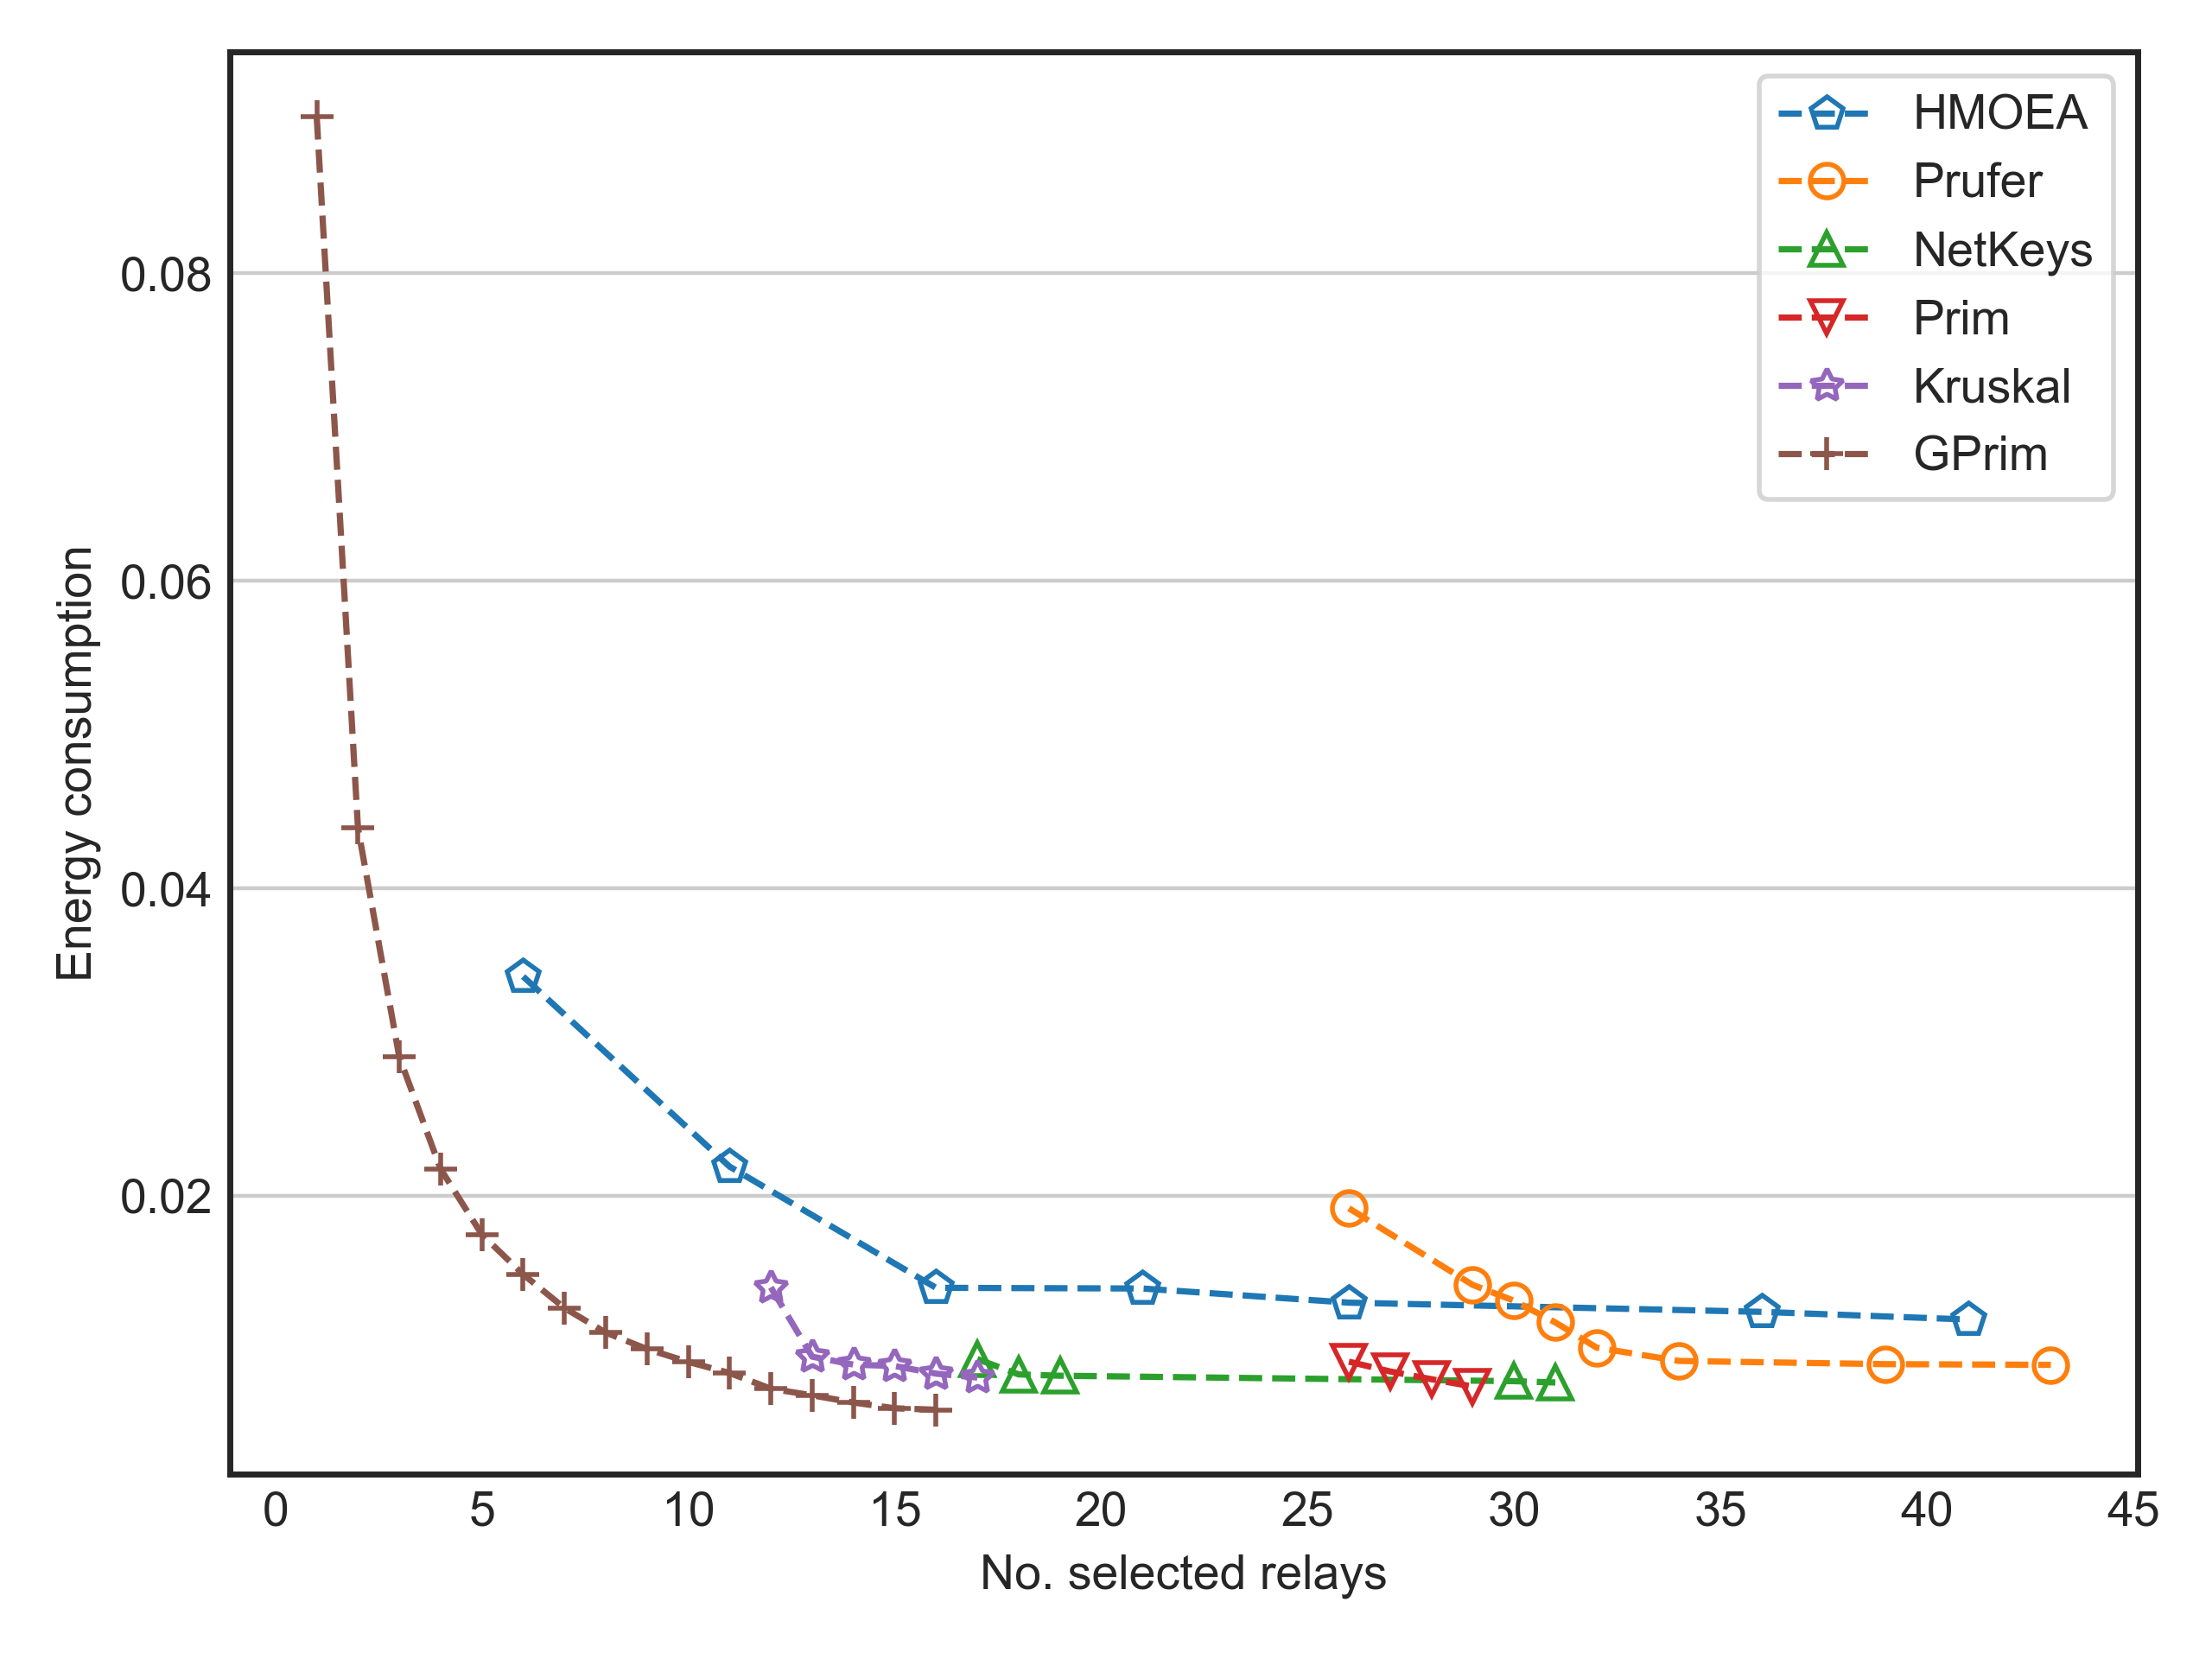 HMOEA
Prufer
NetKeys
Prim
Kruskal
GPrim
Energy consumption
0.08
0.06
0.04
0.02
0 5 10 15 20 25 30 35 40 45
No. selected relays